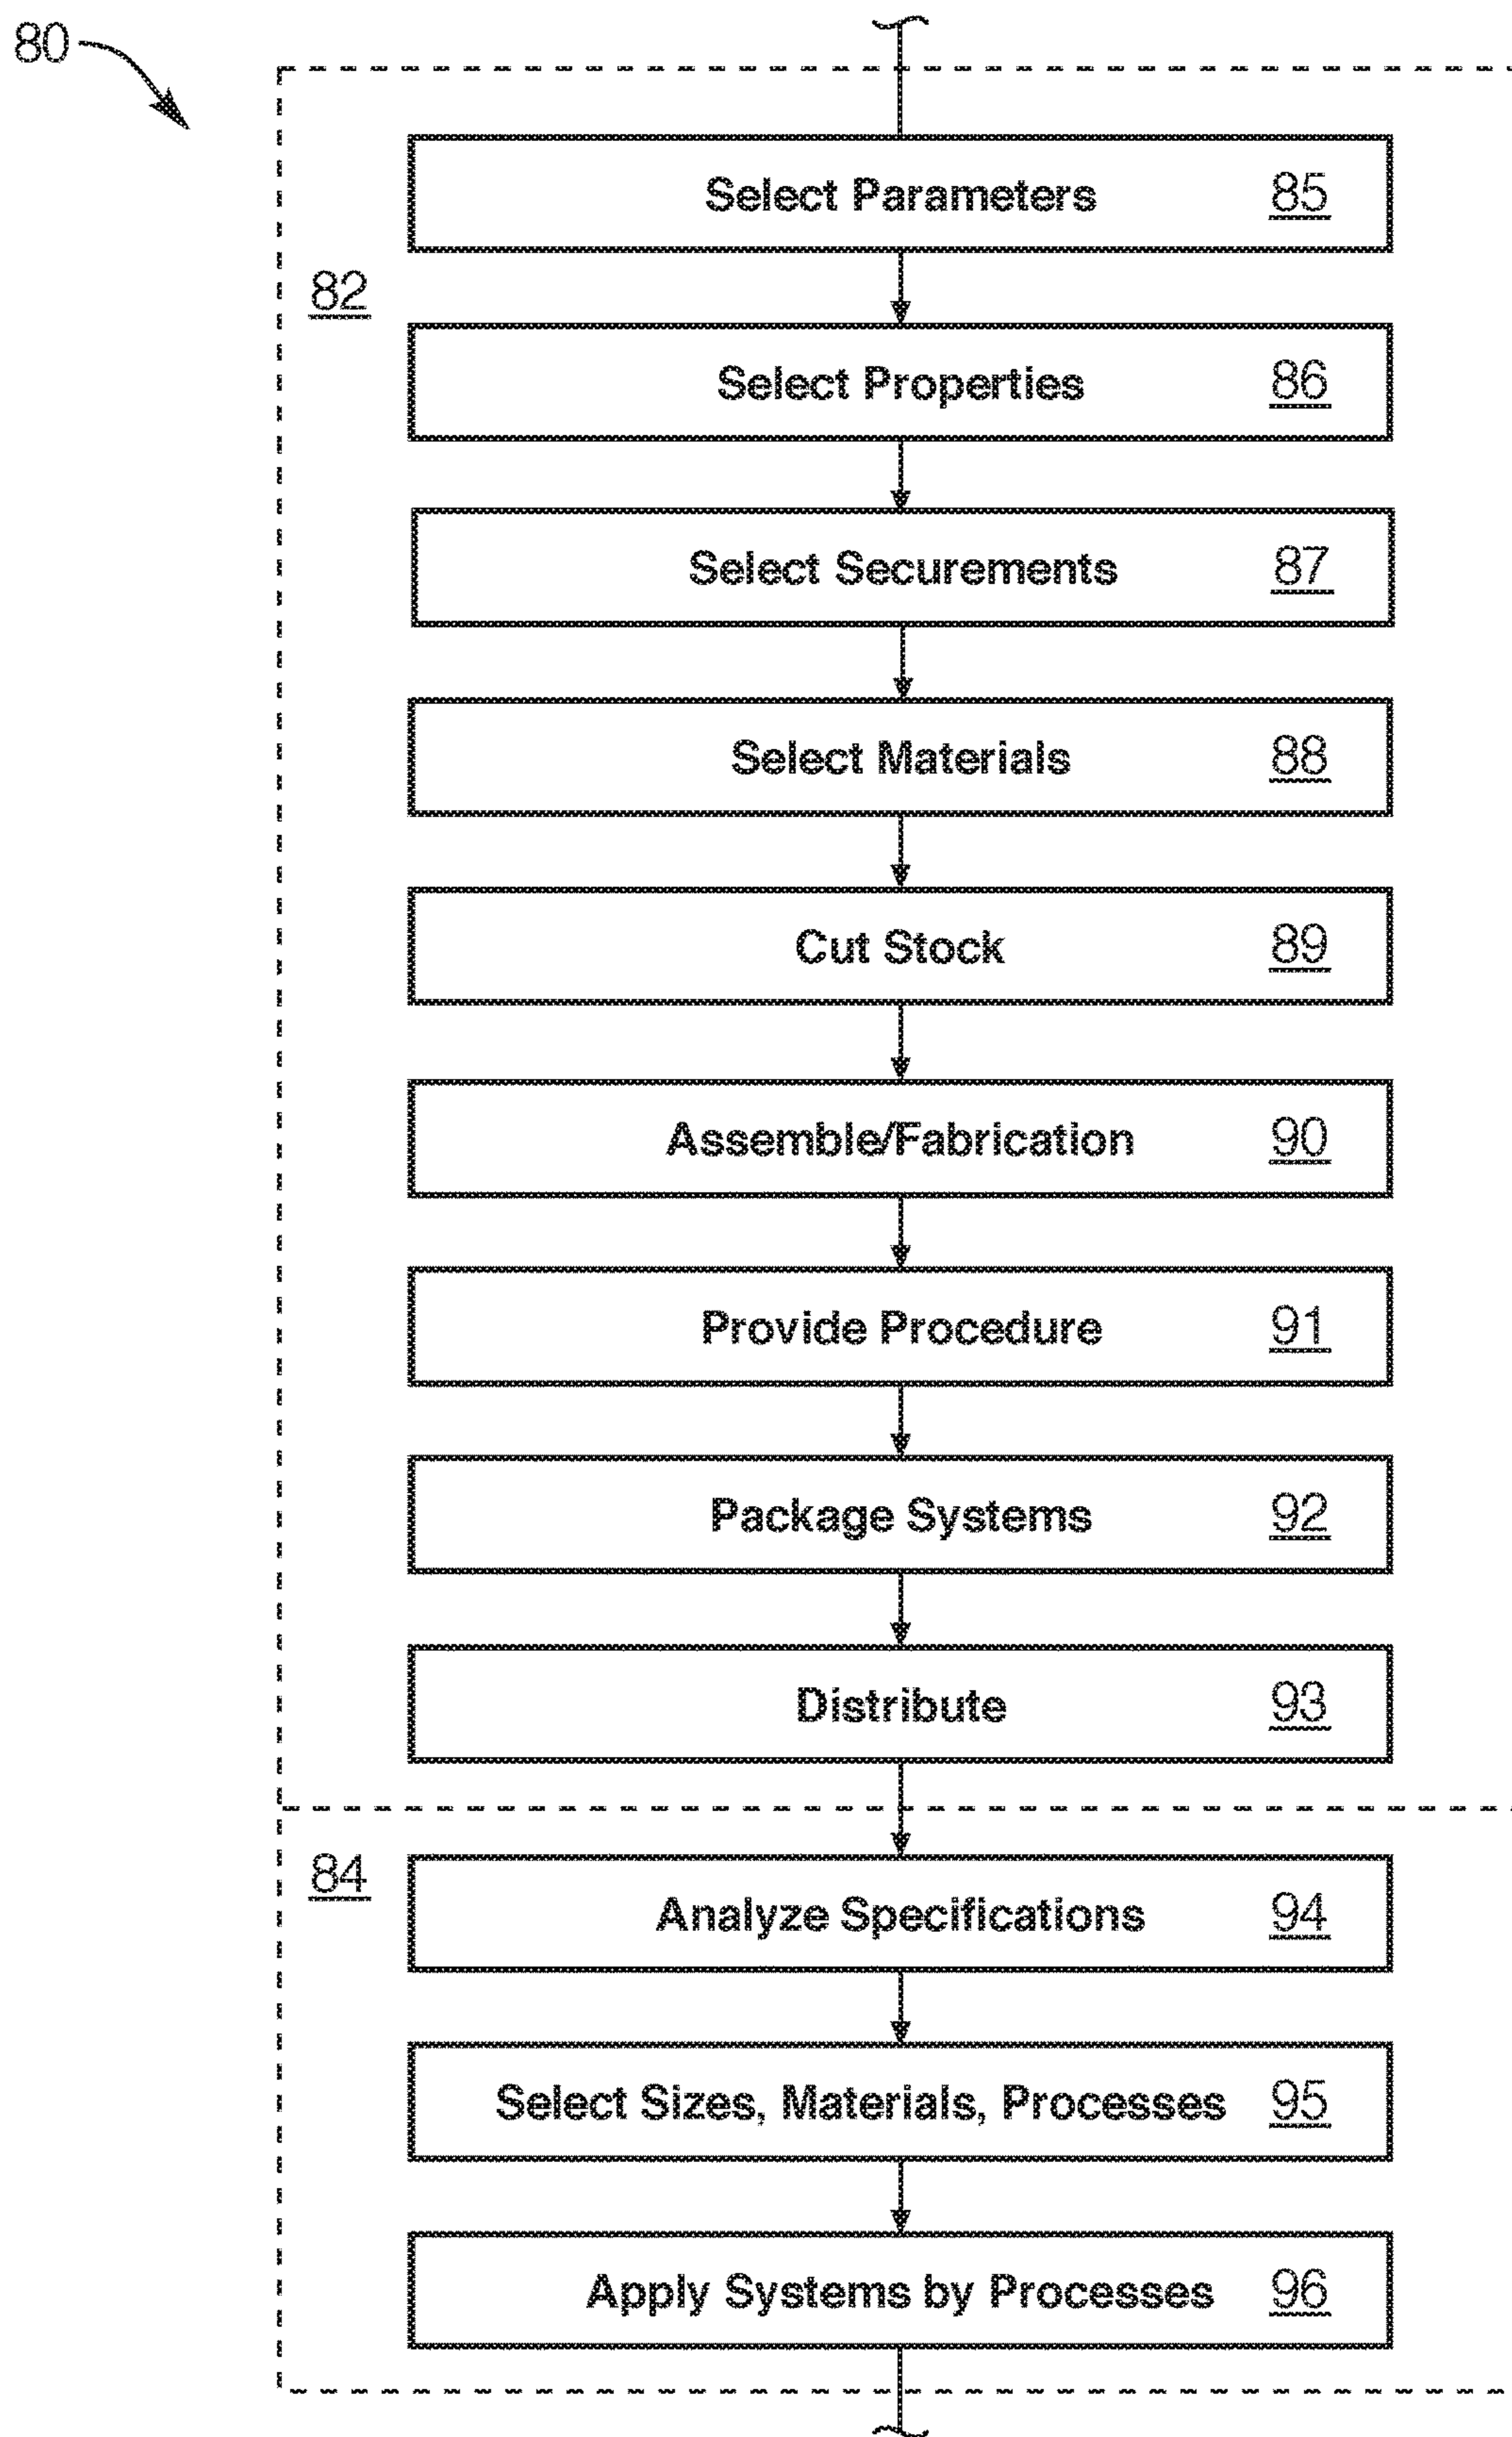 80
Select Parameters 85
82
Select Properties 86
Select Securements 87
Select Materials 88
Cut Stock 89
Assemble/Fabrication 90
Provide Procedure 91
Package Systems 92
Distribute 93
84
Analyze Specifications 94
Select Sizes, Materials, Processes 95
Apply Systems by Processes 96